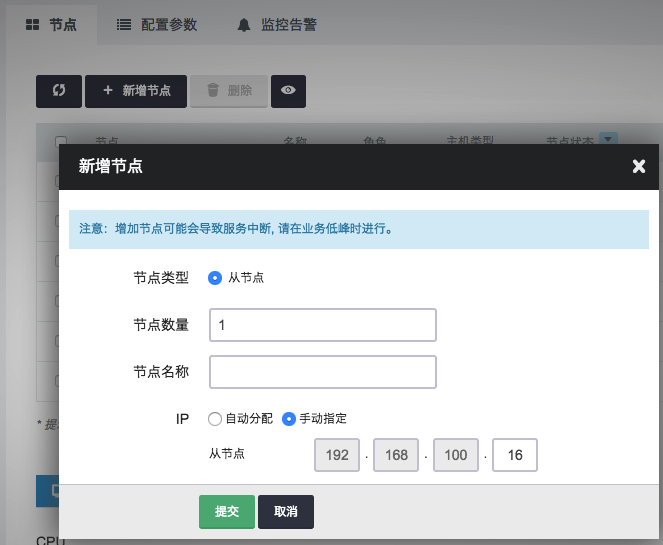 节点 配置参数 监控告警
新增节点 删除
节点 名称 角色 主机类型 节点状态
新增节点
注意：增加节点可能会导致服务中断, 请在业务低峰时进行。
节点类型 从节点
节点数量 1
节点名称
IP 自动分配 手动指定
从节点 192 . 168 . 100 . 16
* 提
提交 取消
CPU